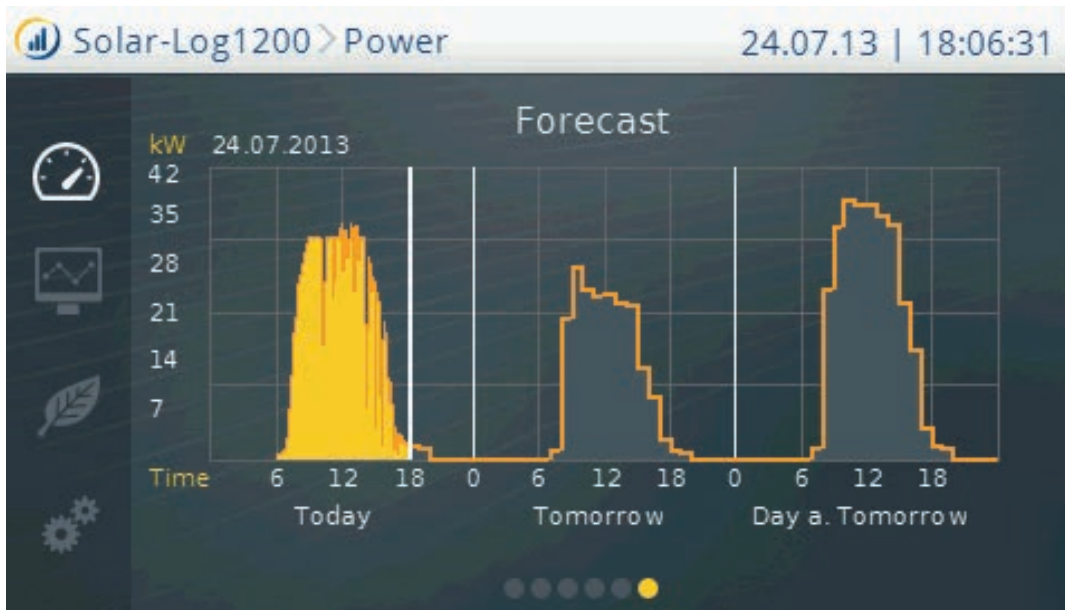 Solar-Log1200 > Power 24.07.13 | 18:06:31
Forecast
kW 24.07.2013
42
35
28
21
14
7
Time 6 12 18 0 6 12 18 0 6 12 18
Today Tomorrow Day a. Tomorrow